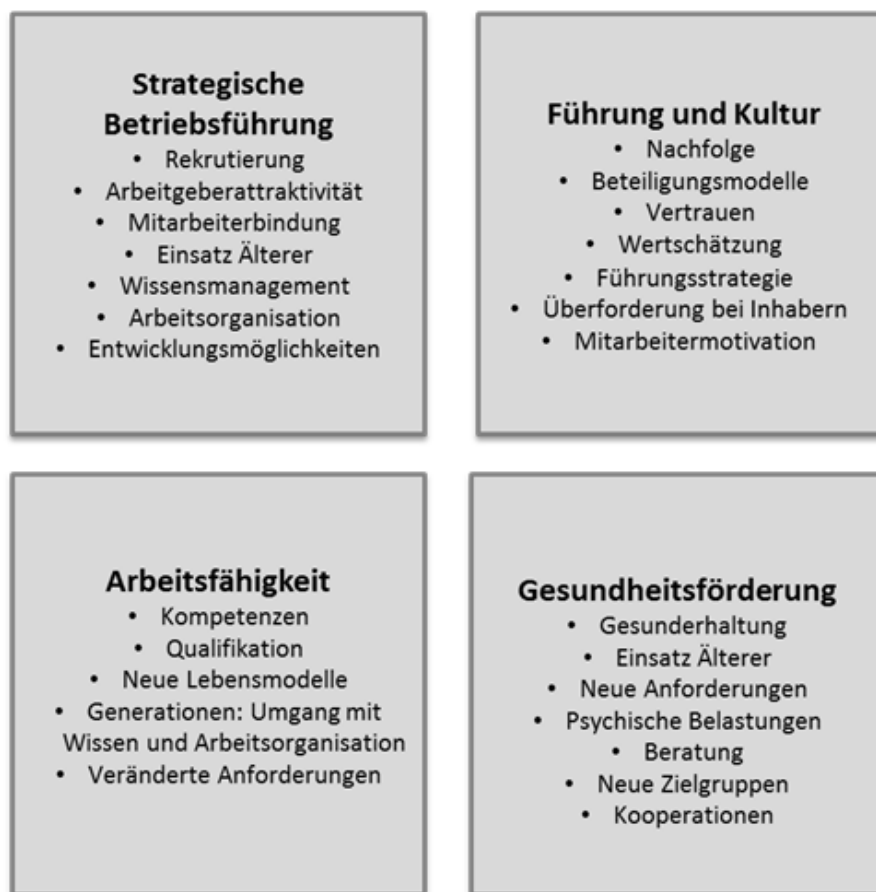 Strategische
Betriebsführung
• Rekrutierung
• Arbeitgeberattraktivität
• Mitarbeiterbindung
• Einsatz Älterer
• Wissensmanagement
• Arbeitsorganisation
• Entwicklungsmöglichkeiten
Führung und Kultur
• Nachfolge
• Beteiligungsmodelle
• Vertrauen
• Wertschätzung
• Führungsstrategie
• Überforderung bei Inhabern
• Mitarbeitermotivation
Arbeitsfähigkeit
• Kompetenzen
• Qualifikation
• Neue Lebensmodelle
• Generationen: Umgang mit
Wissen und Arbeitsorganisation
• Veränderte Anforderungen
Gesundheitsförderung
• Gesunderhaltung
• Einsatz Älterer
• Neue Anforderungen
• Psychische Belastungen
• Beratung
• Neue Zielgruppen
• Kooperationen